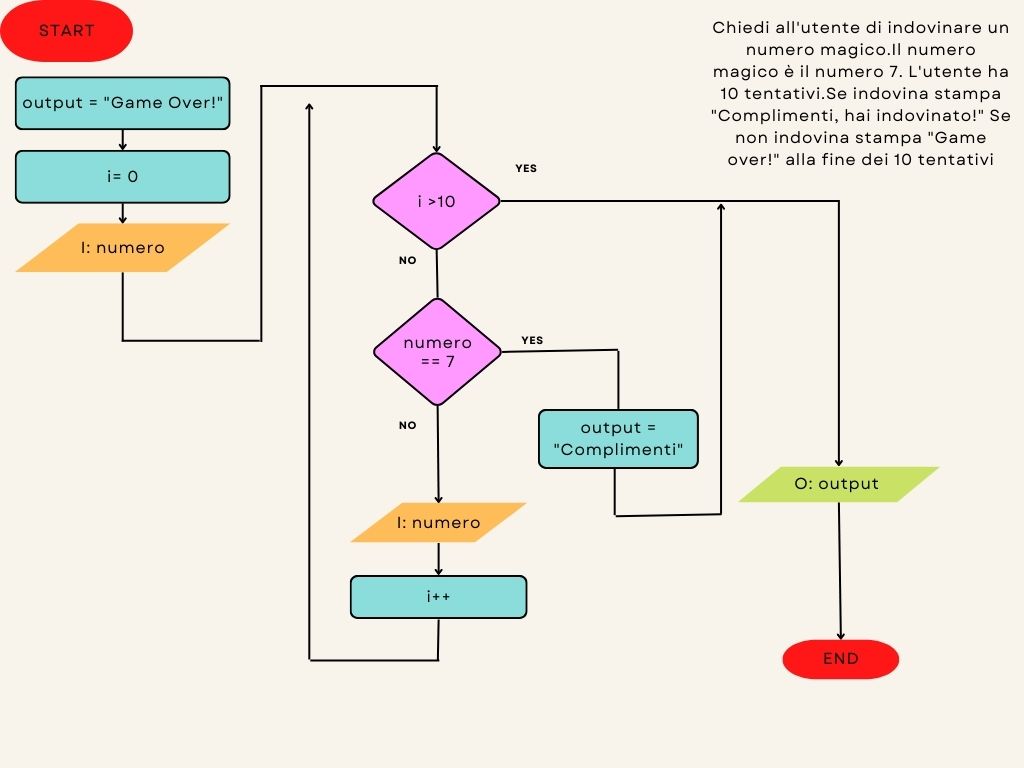 START
output = "Game Over!"
i= 0
I: numero
i >10
YES
NO
numero
== 7
YES
NO
output =
"Complimenti"
I: numero
i++
O: output
END
Chiedi all'utente di indovinare un
numero magico.Il numero
magico è il numero 7. L'utente ha
10 tentativi.Se indovina stampa
"Complimenti, hai indovinato!" Se
non indovina stampa "Game
over!" alla fine dei 10 tentativi